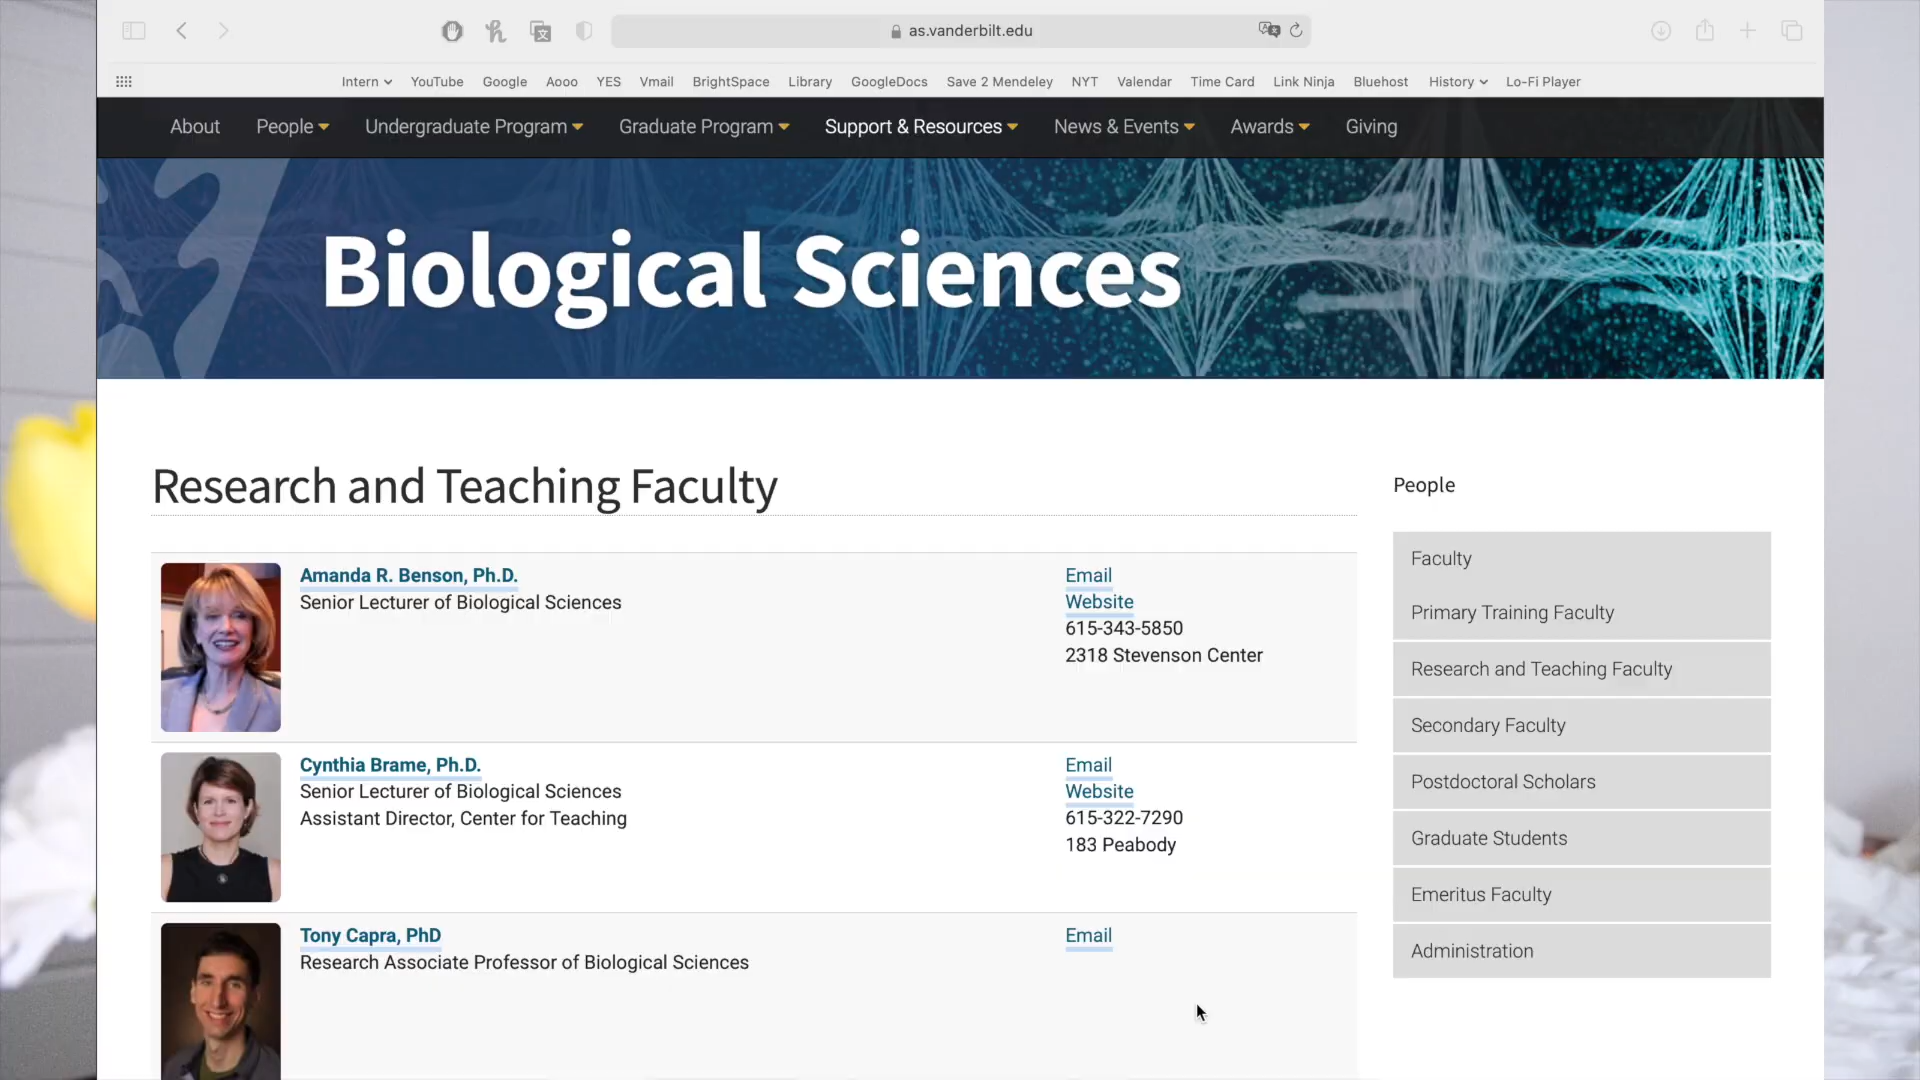 as.vanderbilt.edu
Intern YouTube Google Aooo YES Vmail BrightSpace Library GoogleDocs Save 2 Mendeley NYT Valendar Time Card Link Ninja Bluehost History Lo-Fi Player
About People Undergraduate Program Graduate Program Support & Resources News & Events Awards Giving
Biological Sciences
Research and Teaching Faculty
Amanda R. Benson, Ph.D.
Senior Lecturer of Biological Sciences
Email
Website
615-343-5850
2318 Stevenson Center
Cynthia Brame, Ph.D.
Senior Lecturer of Biological Sciences
Assistant Director, Center for Teaching
Email
Website
615-322-7290
183 Peabody
Tony Capra, PhD
Research Associate Professor of Biological Sciences
Email
People
Faculty
Primary Training Faculty
Research and Teaching Faculty
Secondary Faculty
Postdoctoral Scholars
Graduate Students
Emeritus Faculty
Administration